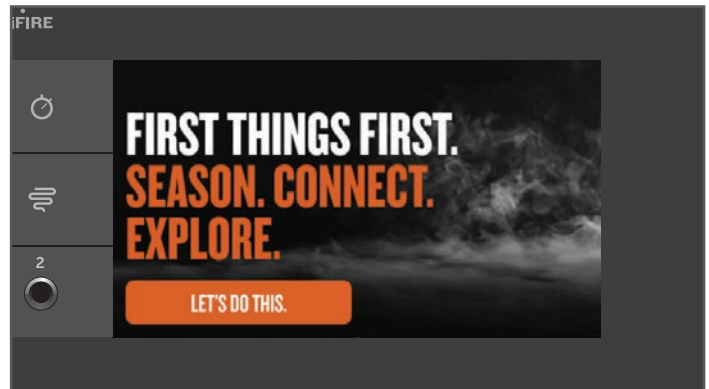 iFIRE
FIRST THINGS FIRST.
SEASON. CONNECT.
EXPLORE.
2
LET'S DO THIS.